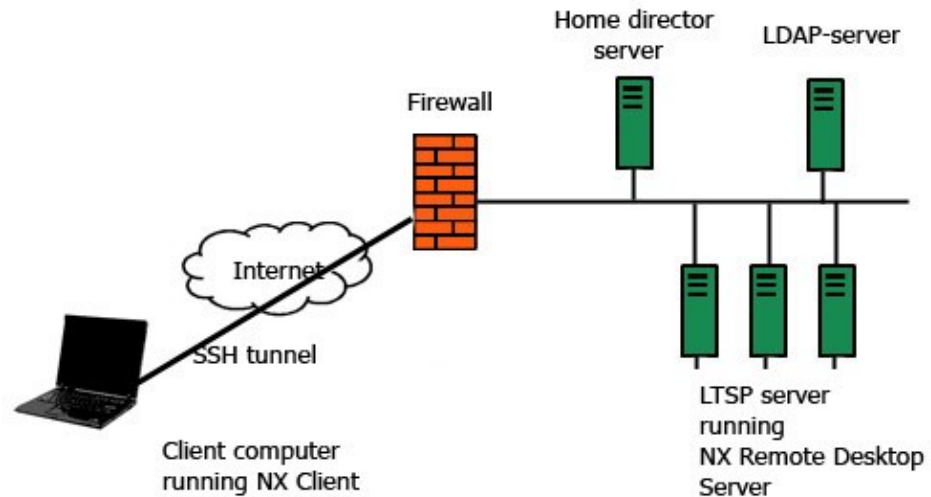 Home director
server
LDAP-server
Firewall
Internet
SSH tunnel
Client computer
running NX Client
LTSP server
running
NX Remote Desktop
Server